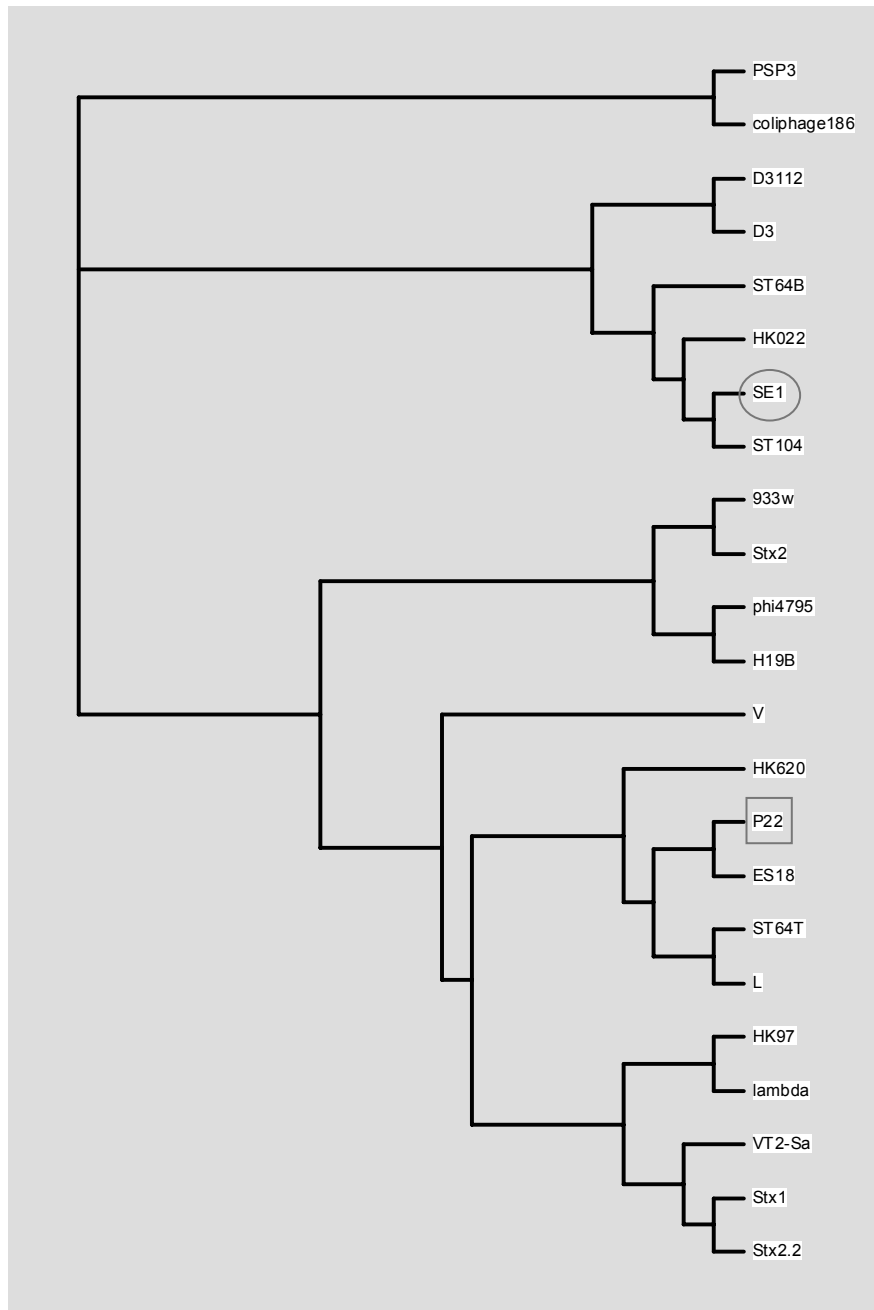 PSP3
coliphage186
D3112
D3
ST64B
HK022
SE1
ST104
933w
Stx2
phi4795
H19B
V
HK620
P22
ES18
ST64T
L
HK97
lambda
VT2-Sa
Stx1
Stx2.2